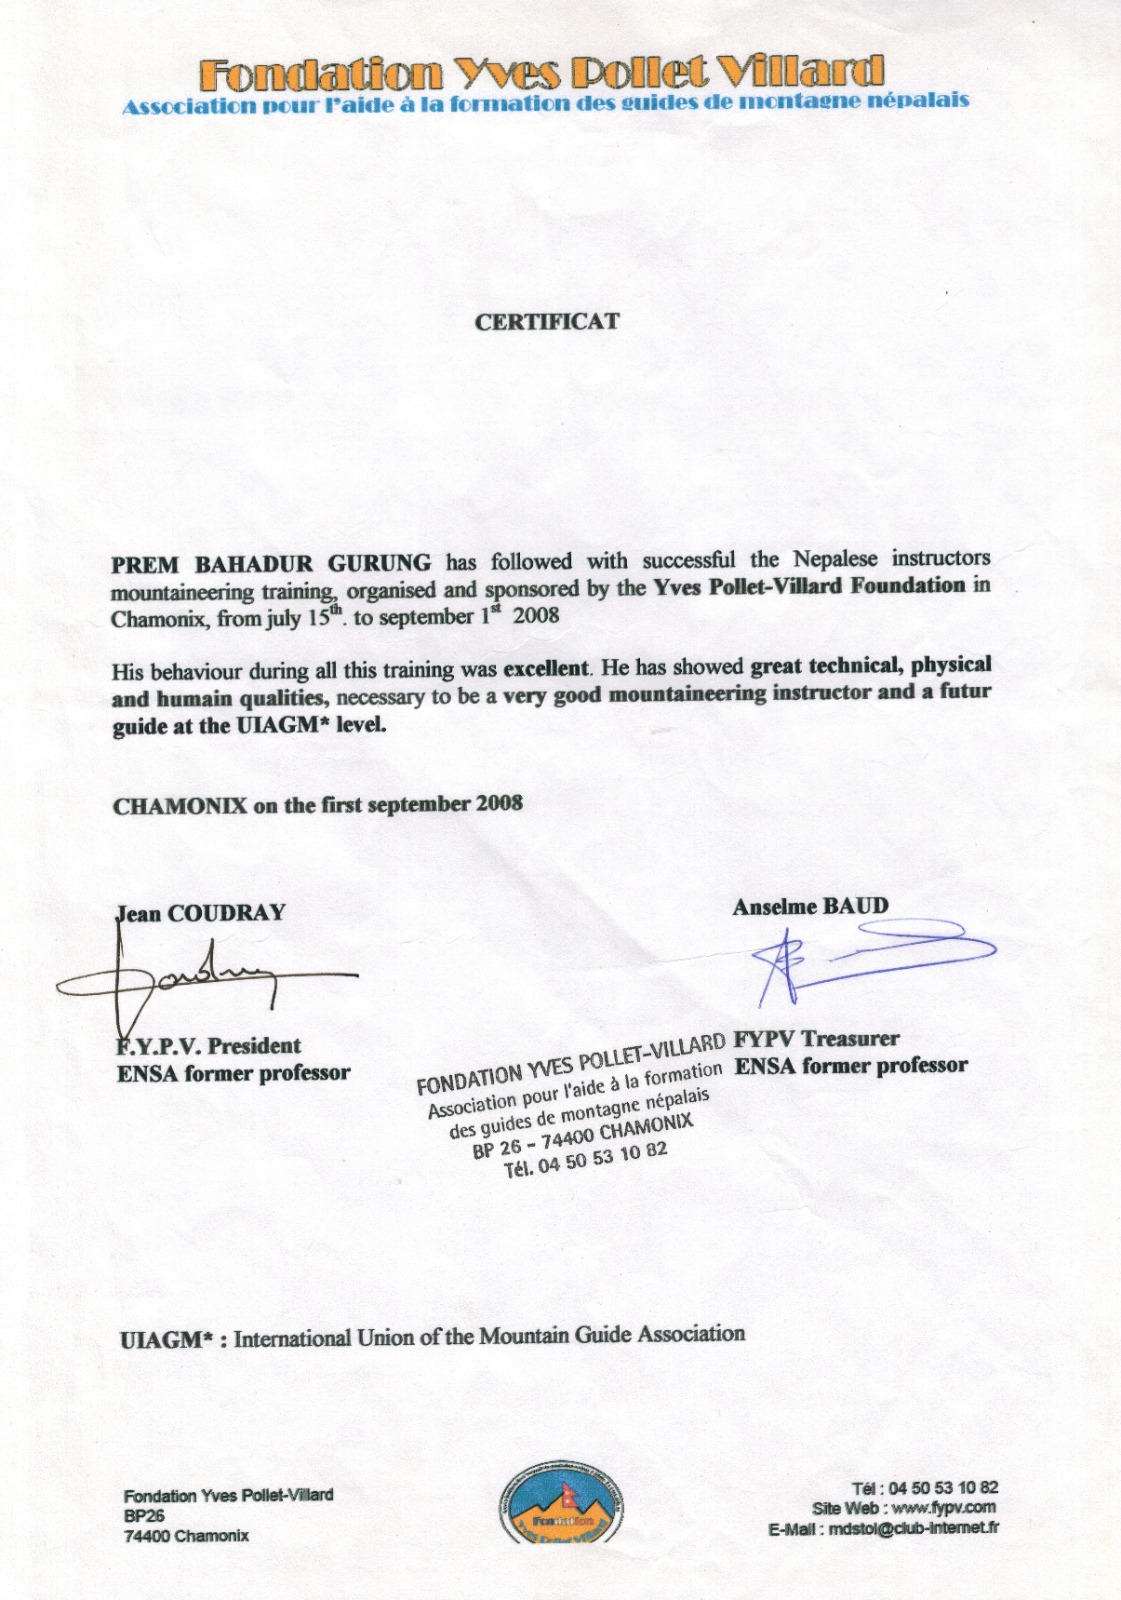 Fondation Yves Pollet Villard
Association pour l'aide à la formation des guides de montagne népalais
CERTIFICAT
PREM BAHADUR GURUNG has followed with successful the Nepalese instructors
mountaineering training, organised and sponsored by the Yves Pollet-Villard Foundation in
Chamonix, from july 15th. to september 1st 2008
His behaviour during all this training was excellent. He has showed great technical, physical
and humain qualities, necessary to be a very good mountaineering instructor and a futur
guide at the UIAGM* level.
CHAMONIX on the first september 2008
Jean COUDRAY
F.Y.P.V. President
ENSA former professor
Anselme BAUD
FYPV Treasurer
ENSA former professor
FONDATION YVES POLLET-VILLARD
Association pour l'aide à la formation
des guides de montagne népalais
BP 26 - 74400 CHAMONIX
Tél. 04 50 53 10 82
UIAGM* : International Union of the Mountain Guide Association
Fondation Yves Pollet-Villard
BP26
74400 Chamonix
Fondation
Yves Pollet Villard
Tél : 04 50 53 10 82
Site Web : www.fypv.com
E-Mail : mdstol@club-internet.fr